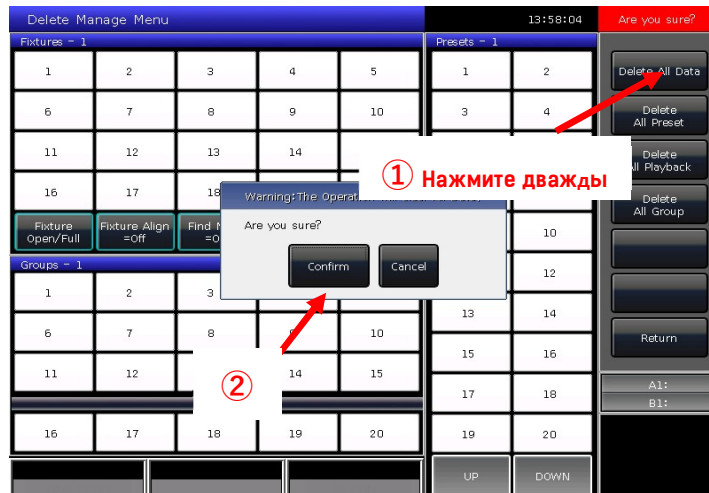 Delete Manage Menu
13:58:04
Are you sure?
Fixtures - 1
Presets - 1
1 2 3 4 5
1 2
Delete All Data
6 7 8 9 10
3 4
Delete
All Preset
11 12 13 14
① Нажмите дважды
Delete
All Playback
16 17 18
Warning:The
Are you sure?
Confirm
Cancel
Delete
All Group
Fixture
Open/Full
Fixture Align
=Off
Find
10
Groups - 1
12
1 2 3
13 14
6 7 8 10
Return
15 16
11 12 14 15
②
17 18
A1:
B1:
16 17 18 19 20
19 20
UP
DOWN